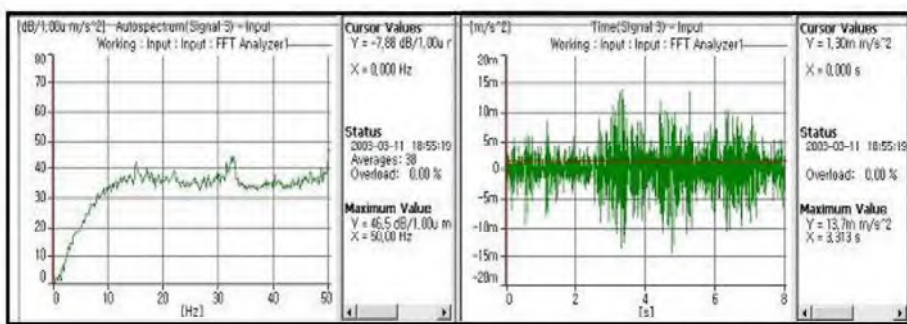 [dB/1.00u m/s^2] Autospectrum(Signal 3) - Input
Working : Input : Input : FFT Analyzer1
80
70
60
50
40
30
20
10
0
0 10 20 30 40 50
[Hz]
Cursor Values
Y = -7.88 dB/1.00u r
X = 0.000 Hz
Status
2003-03-11 18:55:19
Averages: 38
Overload: 0.00 %
Maximum Value
Y = 46.5 dB/1.00u m
X = 50.00 Hz
[m/s^2] Time(Signal 3) - Input
Working : Input : Input : FFT Analyzer1
20m
15m
10m
5m
0
-5m
-10m
-15m
-20m
0 2 4 6 8
[s]
Cursor Values
Y = 1.30m m/s^2
X = 0.000 s
Status
2003-03-11 18:55:19
Overload: 0.00 %
Maximum Value
Y = 13.7m m/s^2
X = 3.313 s